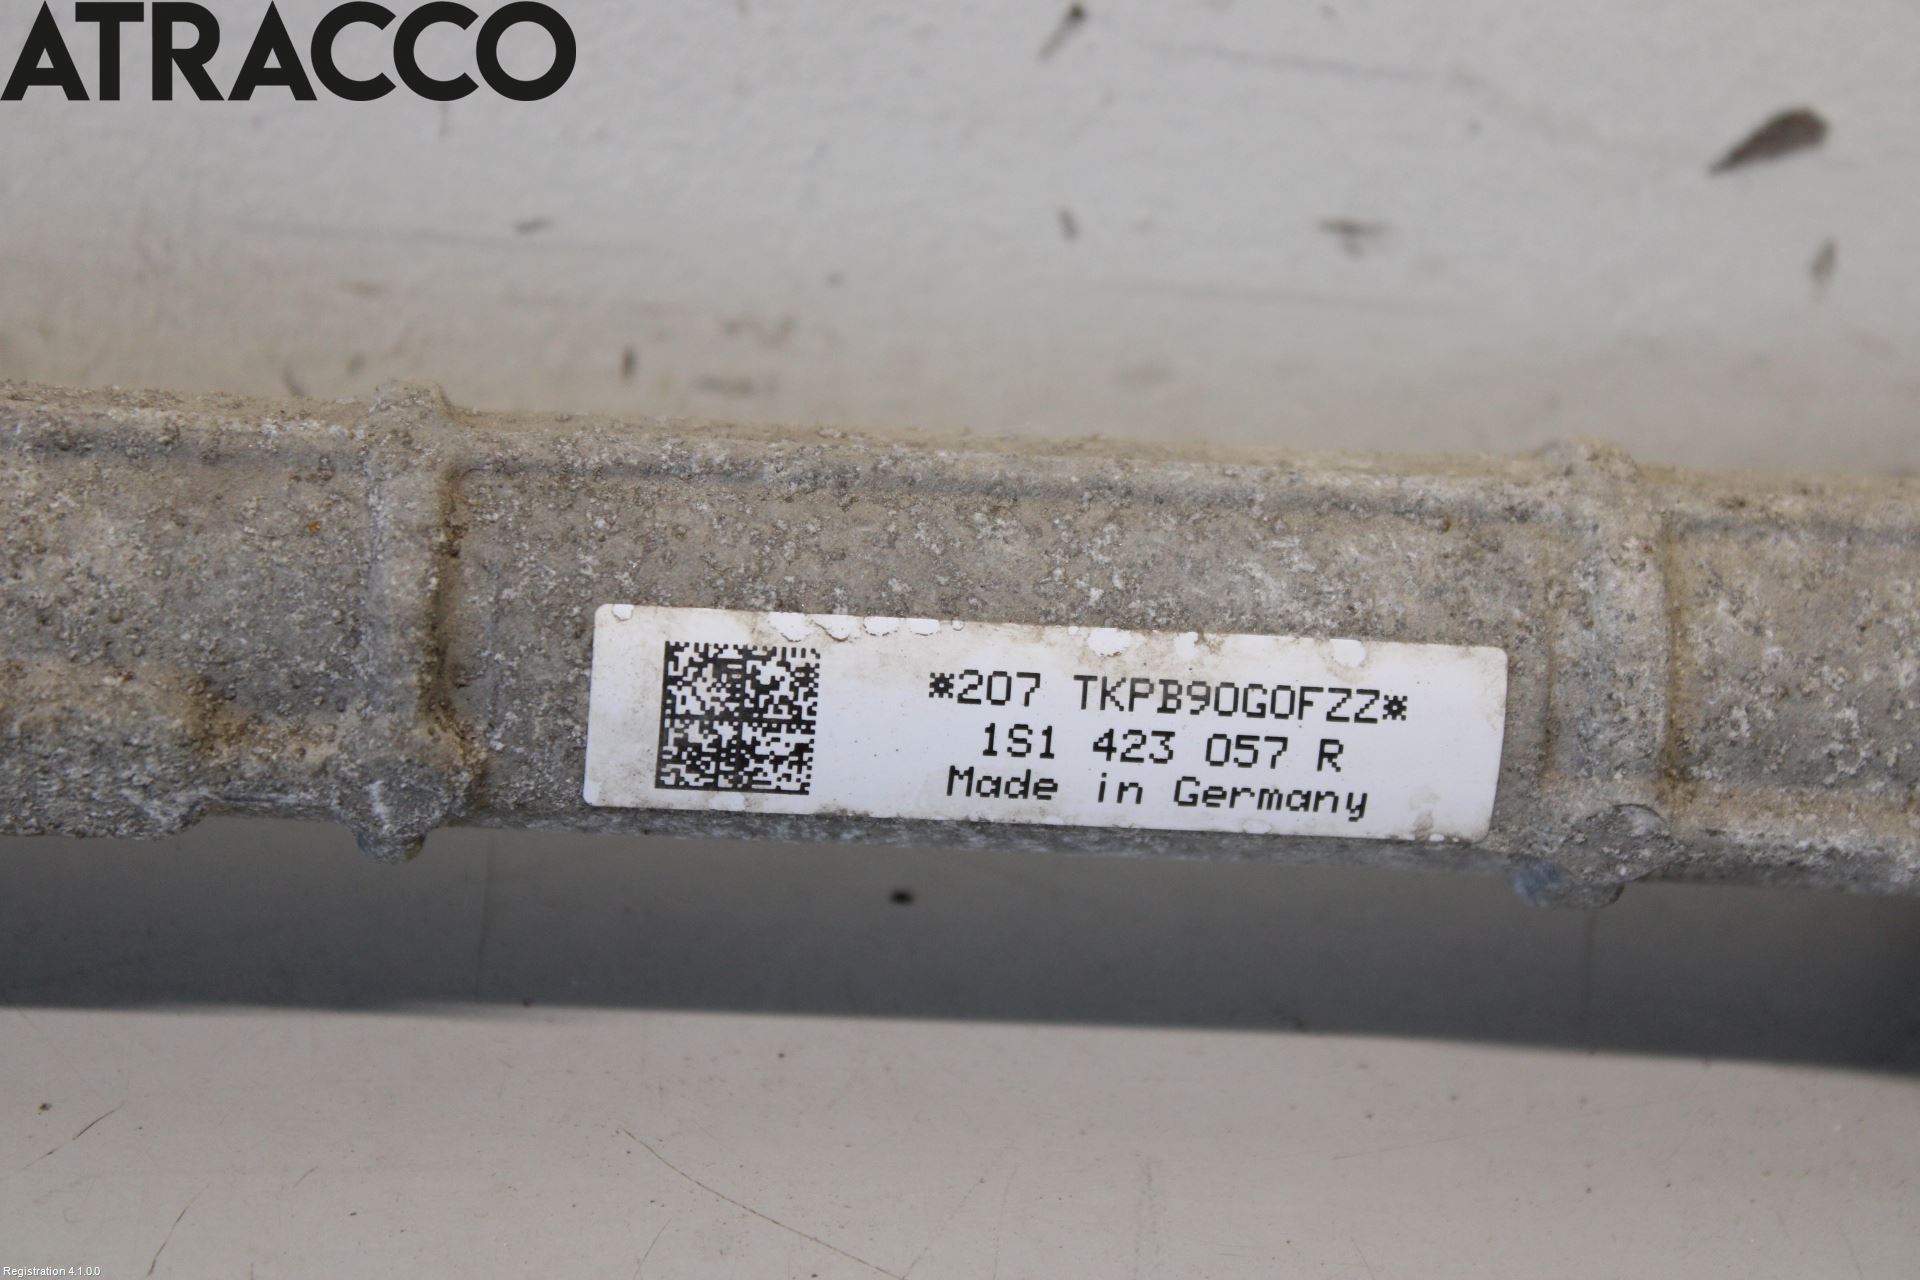 ATRACCO
*207 TKPB90G0FZZ*
1S1 423 057 R
Made in Germany
Registration 4.1.0.0